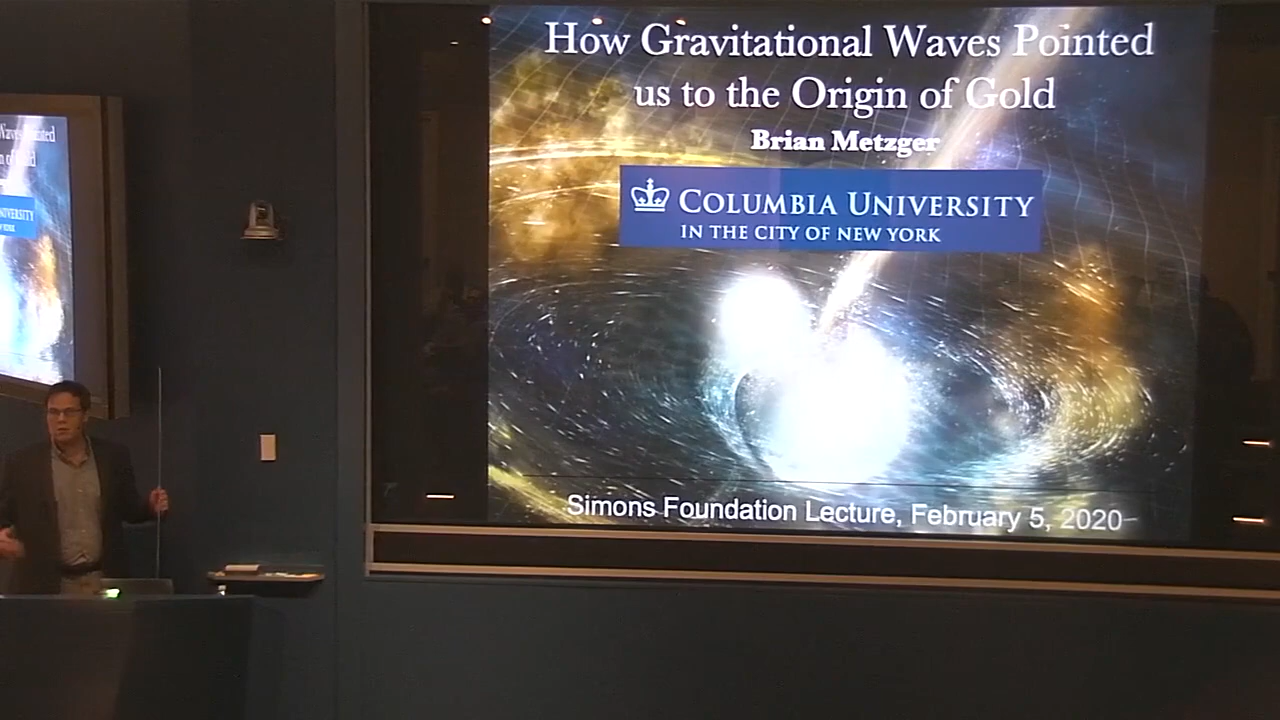 How Gravitational Waves Pointed
us to the Origin of Gold
Brian Metzger
COLUMBIA UNIVERSITY
IN THE CITY OF NEW YORK
Simons Foundation Lecture, February 5, 2020